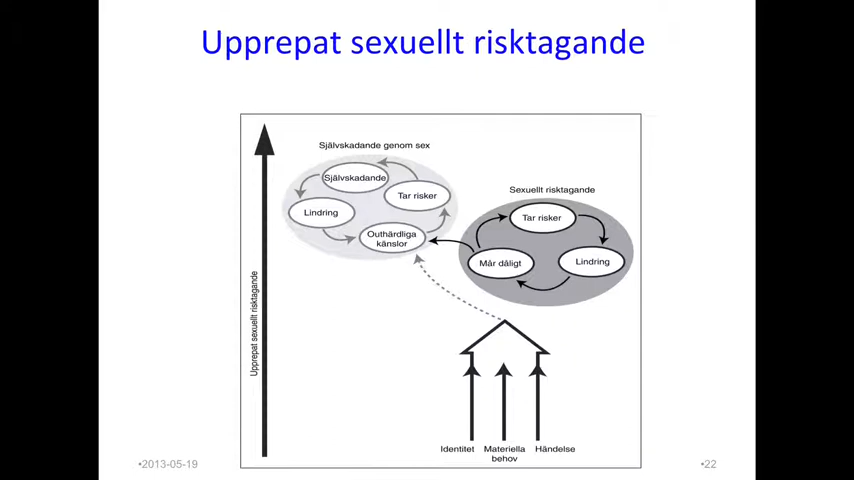 Upprepat sexuellt risktagande
Självskadande genom sex
Självskadande
Tar risker
Lindring
Outhärdliga
känslor
Sexuellt risktagande
Tar risker
Mår dåligt
Lindring
Upprepat sexuellt risktagande
Identitet
Materiella
behov
Händelse
•2013-05-19
•22